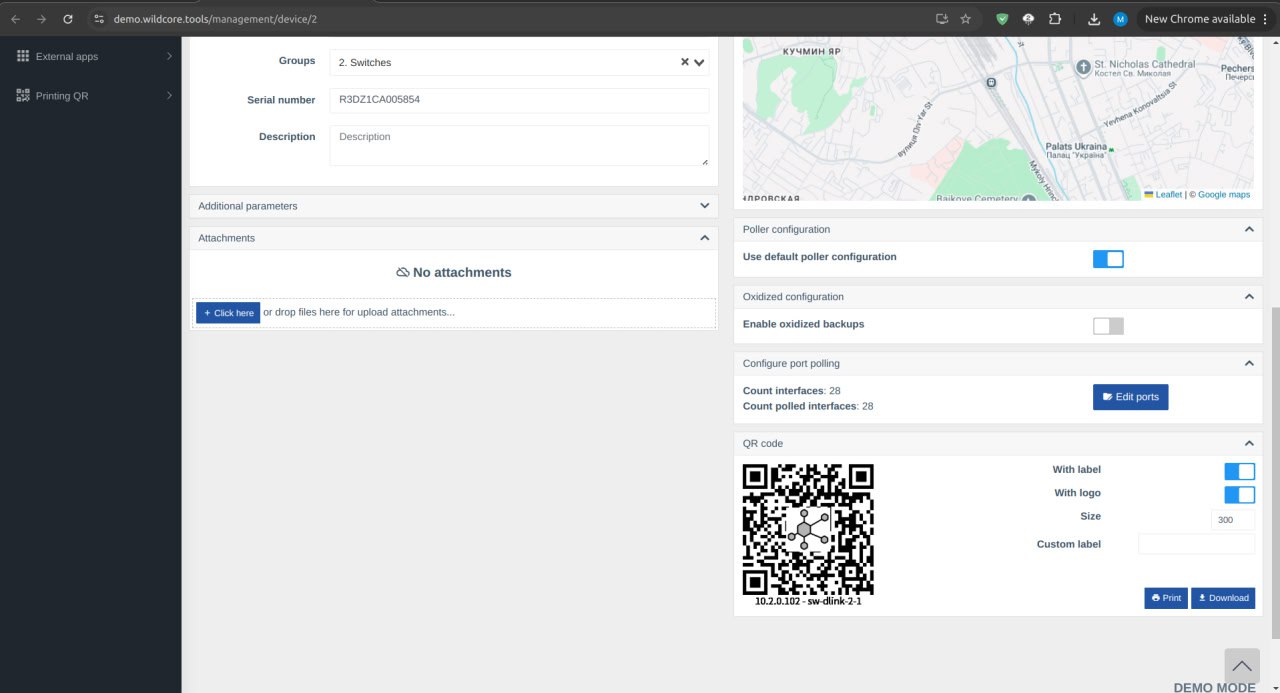 demo.wildcore.tools/management/device/2
M
New Chrome available
External apps
Printing QR
Groups
2. Switches
Serial number
R3DZ1CA005854
Description
Description
Additional parameters
Attachments
No attachments
+ Click here or drop files here for upload attachments...
КУЧМИН ЯР
St. Nicholas Cathedral
Костел Св. Миколая
Pechers
Печерсь
Yevhena Konovaltsia St
Palats Ukraina
Палац "Україна"
Baikove Cemetery
Leaflet | © Google maps
Poller configuration
Use default poller configuration
Oxidized configuration
Enable oxidized backups
Configure port polling
Count interfaces: 28
Count polled interfaces: 28
Edit ports
QR code
10.2.0.102 - sw-dlink-2-1
With label
With logo
Size
300
Custom label
Print
Download
DEMO MODE